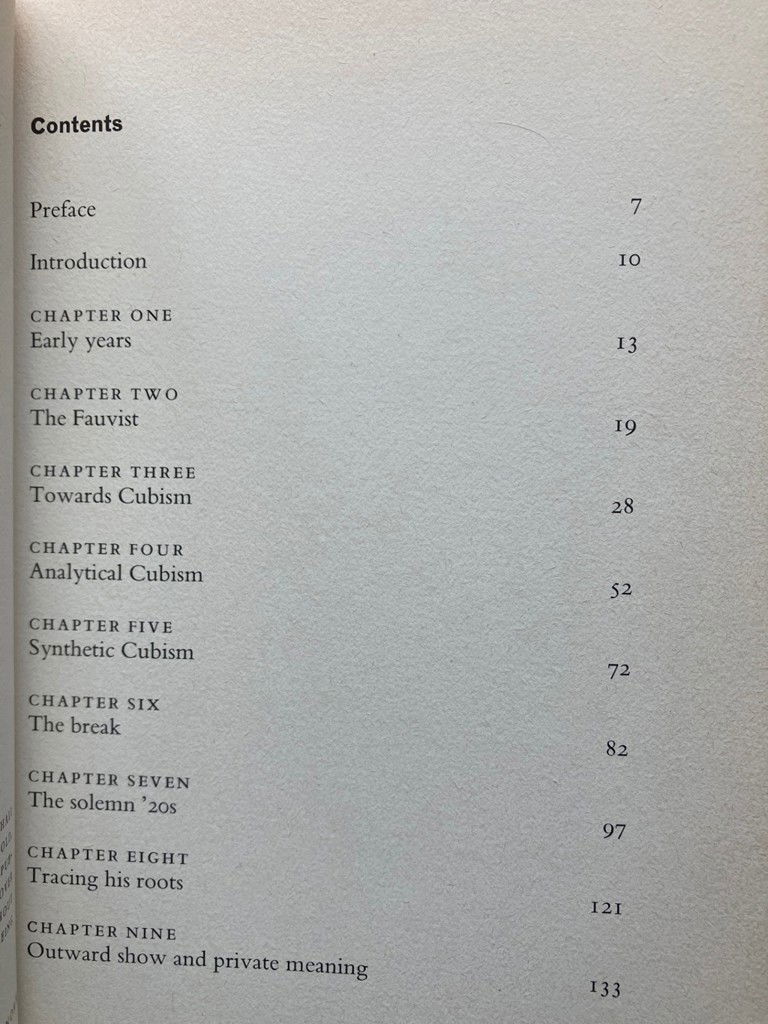 Contents
Preface 7
Introduction 10
CHAPTER ONE
Early years 13
CHAPTER TWO
The Fauvist 19
CHAPTER THREE
Towards Cubism 28
CHAPTER FOUR
Analytical Cubism 52
CHAPTER FIVE
Synthetic Cubism 72
CHAPTER SIX
The break 82
CHAPTER SEVEN
The solemn ’20s 97
CHAPTER EIGHT
Tracing his roots 121
CHAPTER NINE
Outward show and private meaning 133